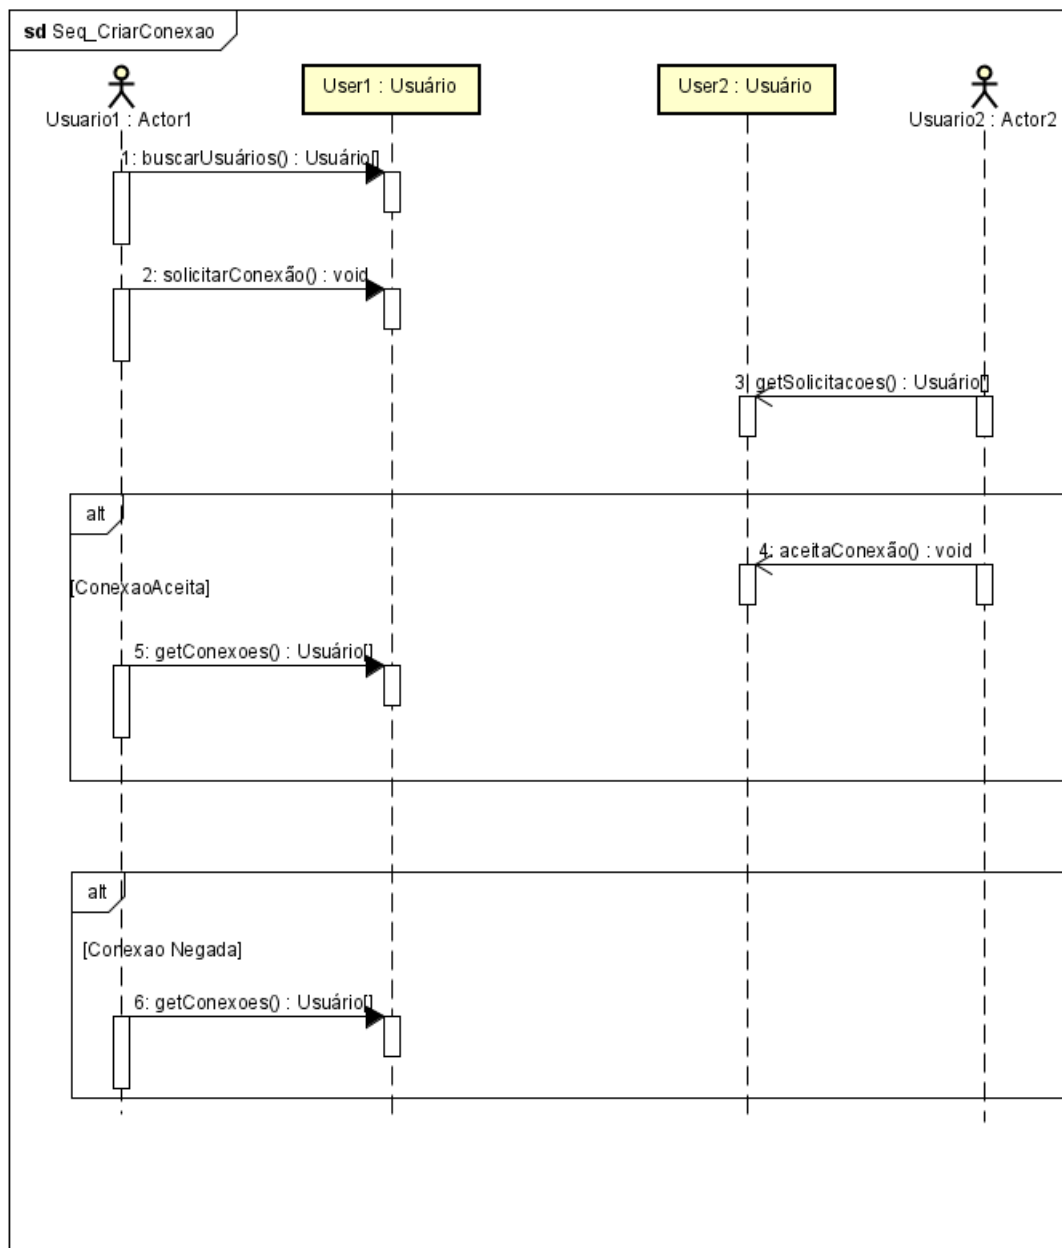 sd Seq_CriarConexao
Usuario1 : Actor1
User1 : Usuário
User2 : Usuário
Usuario2 : Actor2
1: buscarUsuários() : Usuário[]
2: solicitarConexão() : void
3: getSolicitacoes() : Usuário[]
alt
4: aceitaConexão() : void
[ConexaoAceita]
5: getConexoes() : Usuário[]
alt
[Conexao Negada]
6: getConexoes() : Usuário[]